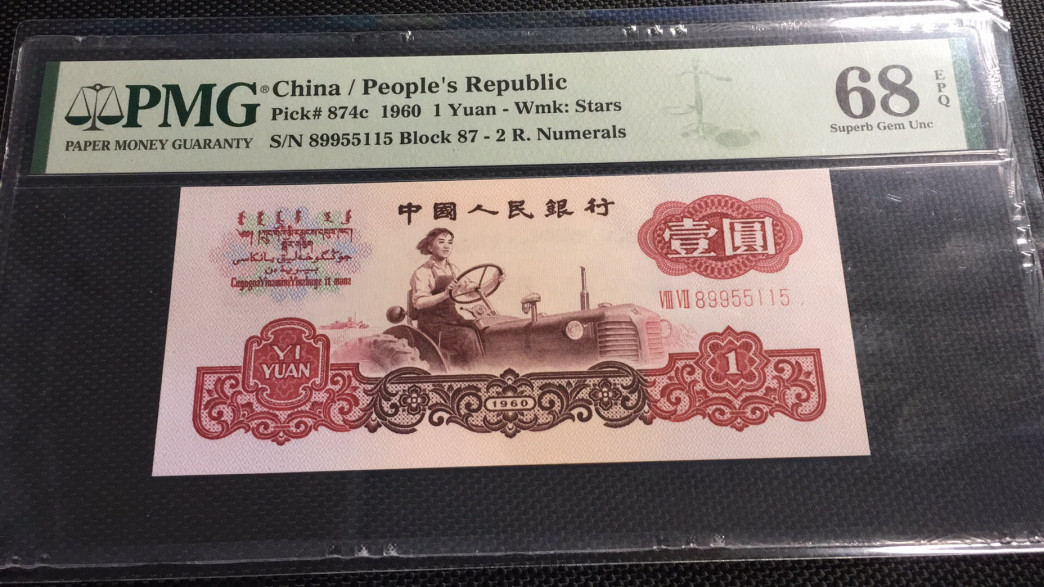 PMG®
PAPER MONEY GUARANTY
China / People's Republic
Pick# 874c 1960 1 Yuan - Wmk: Stars
S/N 89955115 Block 87 - 2 R. Numerals
68 EPQ
Superb Gem Unc
中國人民銀行
壹圓
VIII VII 89955115
YI
YUAN
1
1960